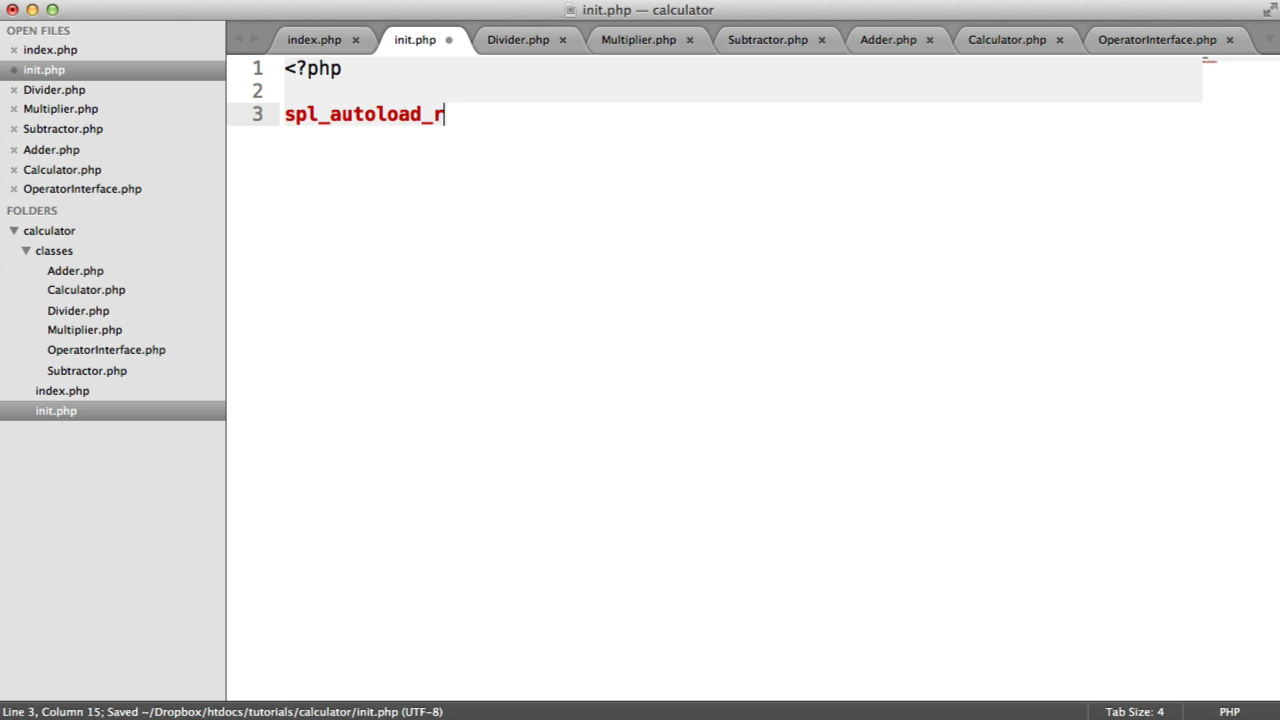 init.php — calculator
OPEN FILES
index.php
init.php
Divider.php
Multiplier.php
Subtractor.php
Adder.php
Calculator.php
OperatorInterface.php
FOLDERS
calculator
classes
Adder.php
Calculator.php
Divider.php
Multiplier.php
OperatorInterface.php
Subtractor.php
index.php
init.php
index.php init.php Divider.php Multiplier.php Subtractor.php Adder.php Calculator.php OperatorInterface.php
1 <?php
2
3 spl_autoload_r
Line 3, Column 15; Saved ~/Dropbox/htdocs/tutorials/calculator/init.php (UTF-8) Tab Size: 4 PHP